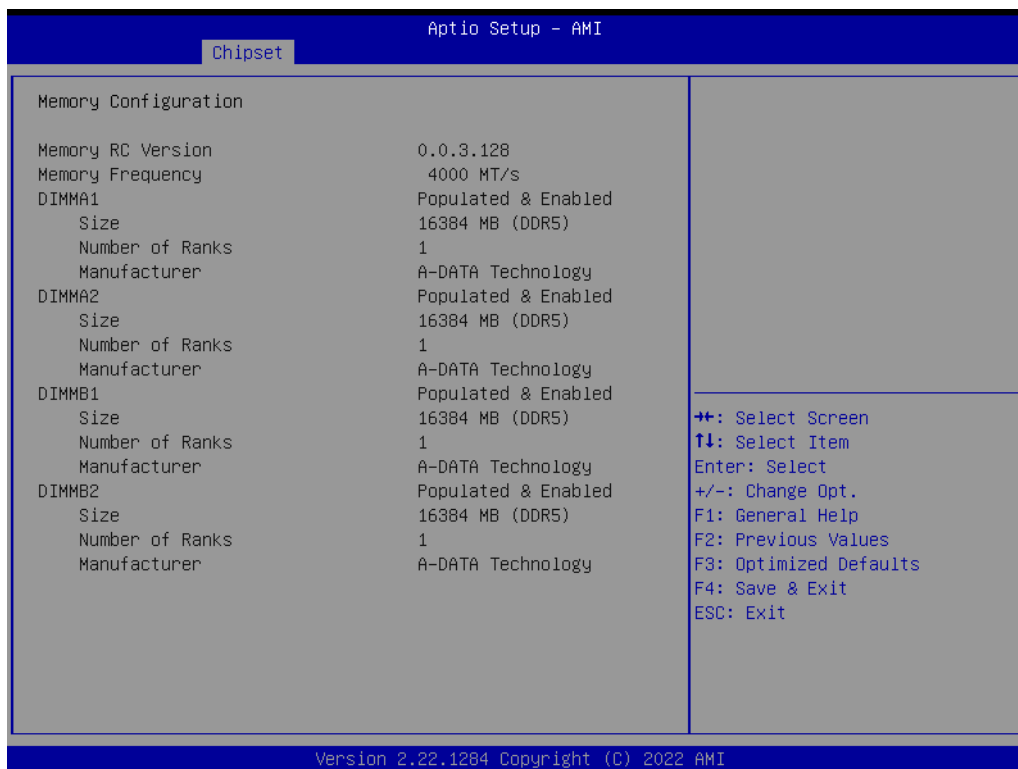 Aptio Setup – AMI
Chipset
Memory Configuration
Memory RC Version 0.0.3.128
Memory Frequency 4000 MT/s
DIMMA1 Populated & Enabled
Size 16384 MB (DDR5)
Number of Ranks 1
Manufacturer A-DATA Technology
DIMMA2 Populated & Enabled
Size 16384 MB (DDR5)
Number of Ranks 1
Manufacturer A-DATA Technology
DIMMB1 Populated & Enabled
Size 16384 MB (DDR5)
Number of Ranks 1
Manufacturer A-DATA Technology
DIMMB2 Populated & Enabled
Size 16384 MB (DDR5)
Number of Ranks 1
Manufacturer A-DATA Technology
→←: Select Screen
↑↓: Select Item
Enter: Select
+/-: Change Opt.
F1: General Help
F2: Previous Values
F3: Optimized Defaults
F4: Save & Exit
ESC: Exit
Version 2.22.1284 Copyright (C) 2022 AMI